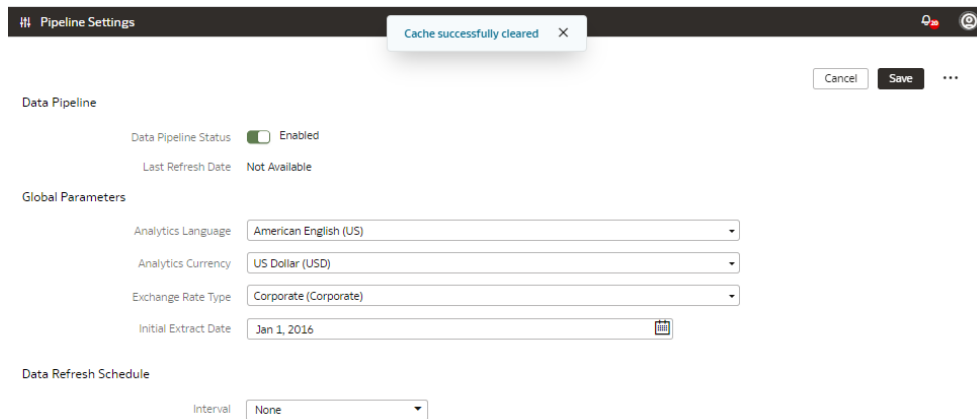 Pipeline Settings
Cache successfully cleared
20
Cancel Save
Data Pipeline
Data Pipeline Status Enabled
Last Refresh Date Not Available
Global Parameters
Analytics Language American English (US)
Analytics Currency US Dollar (USD)
Exchange Rate Type Corporate (Corporate)
Initial Extract Date Jan 1, 2016
Data Refresh Schedule
Interval None